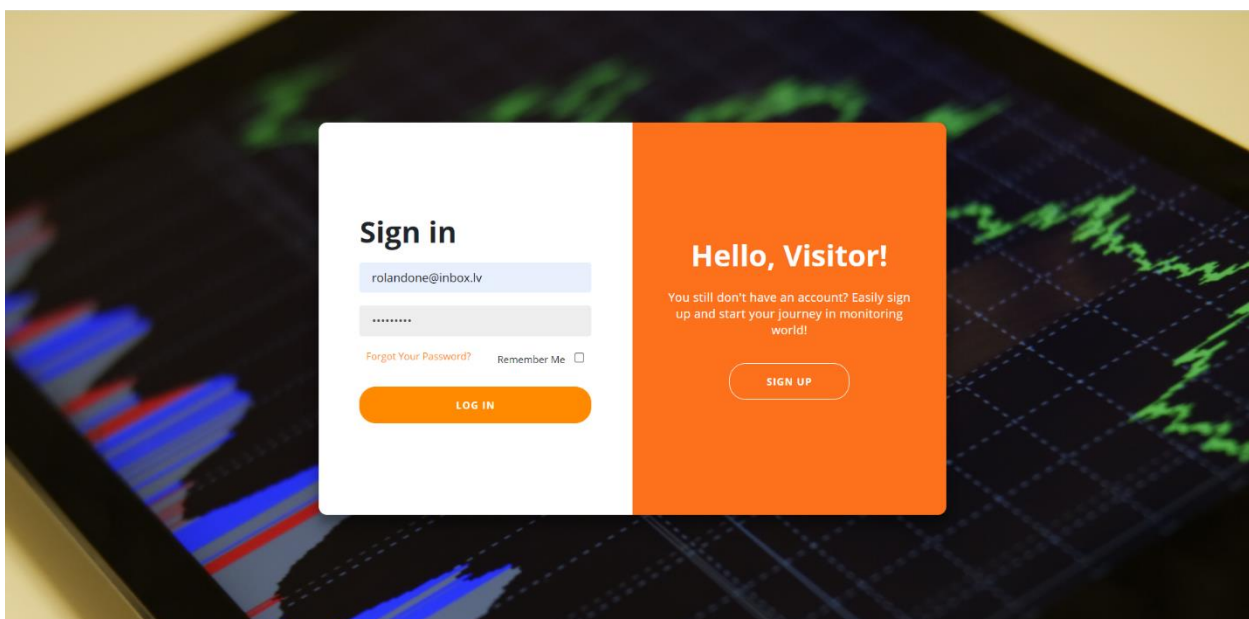 Sign in
rolandone@inbox.lv
•••••••••
Forgot Your Password?
Remember Me
LOG IN
Hello, Visitor!
You still don't have an account? Easily sign
up and start your journey in monitoring
world!
SIGN UP